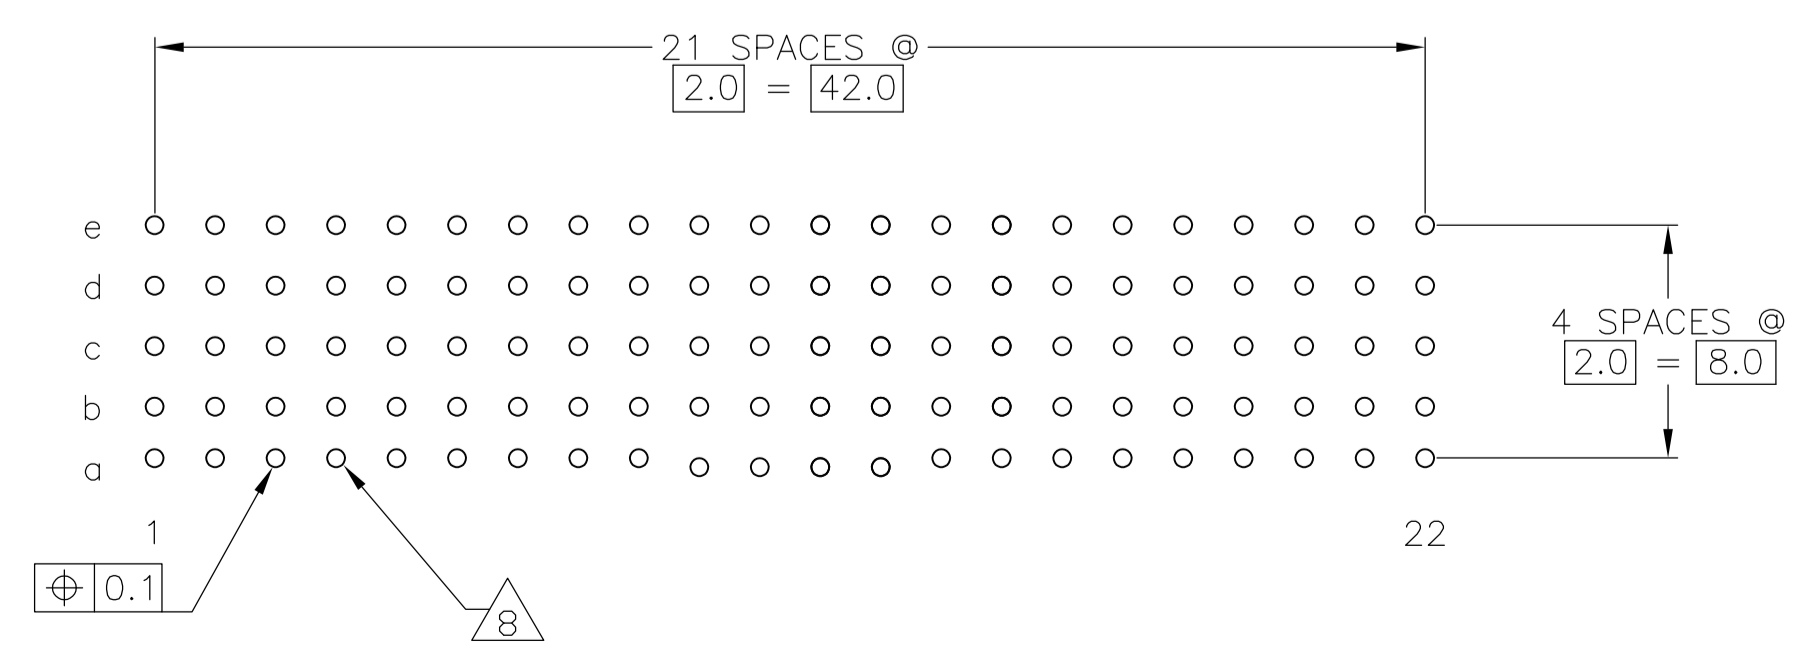 21 SPACES @
2.0 = 42.0
e
d
c
b
a
4 SPACES @
2.0 = 8.0
1
22
⌖ 0.1
8